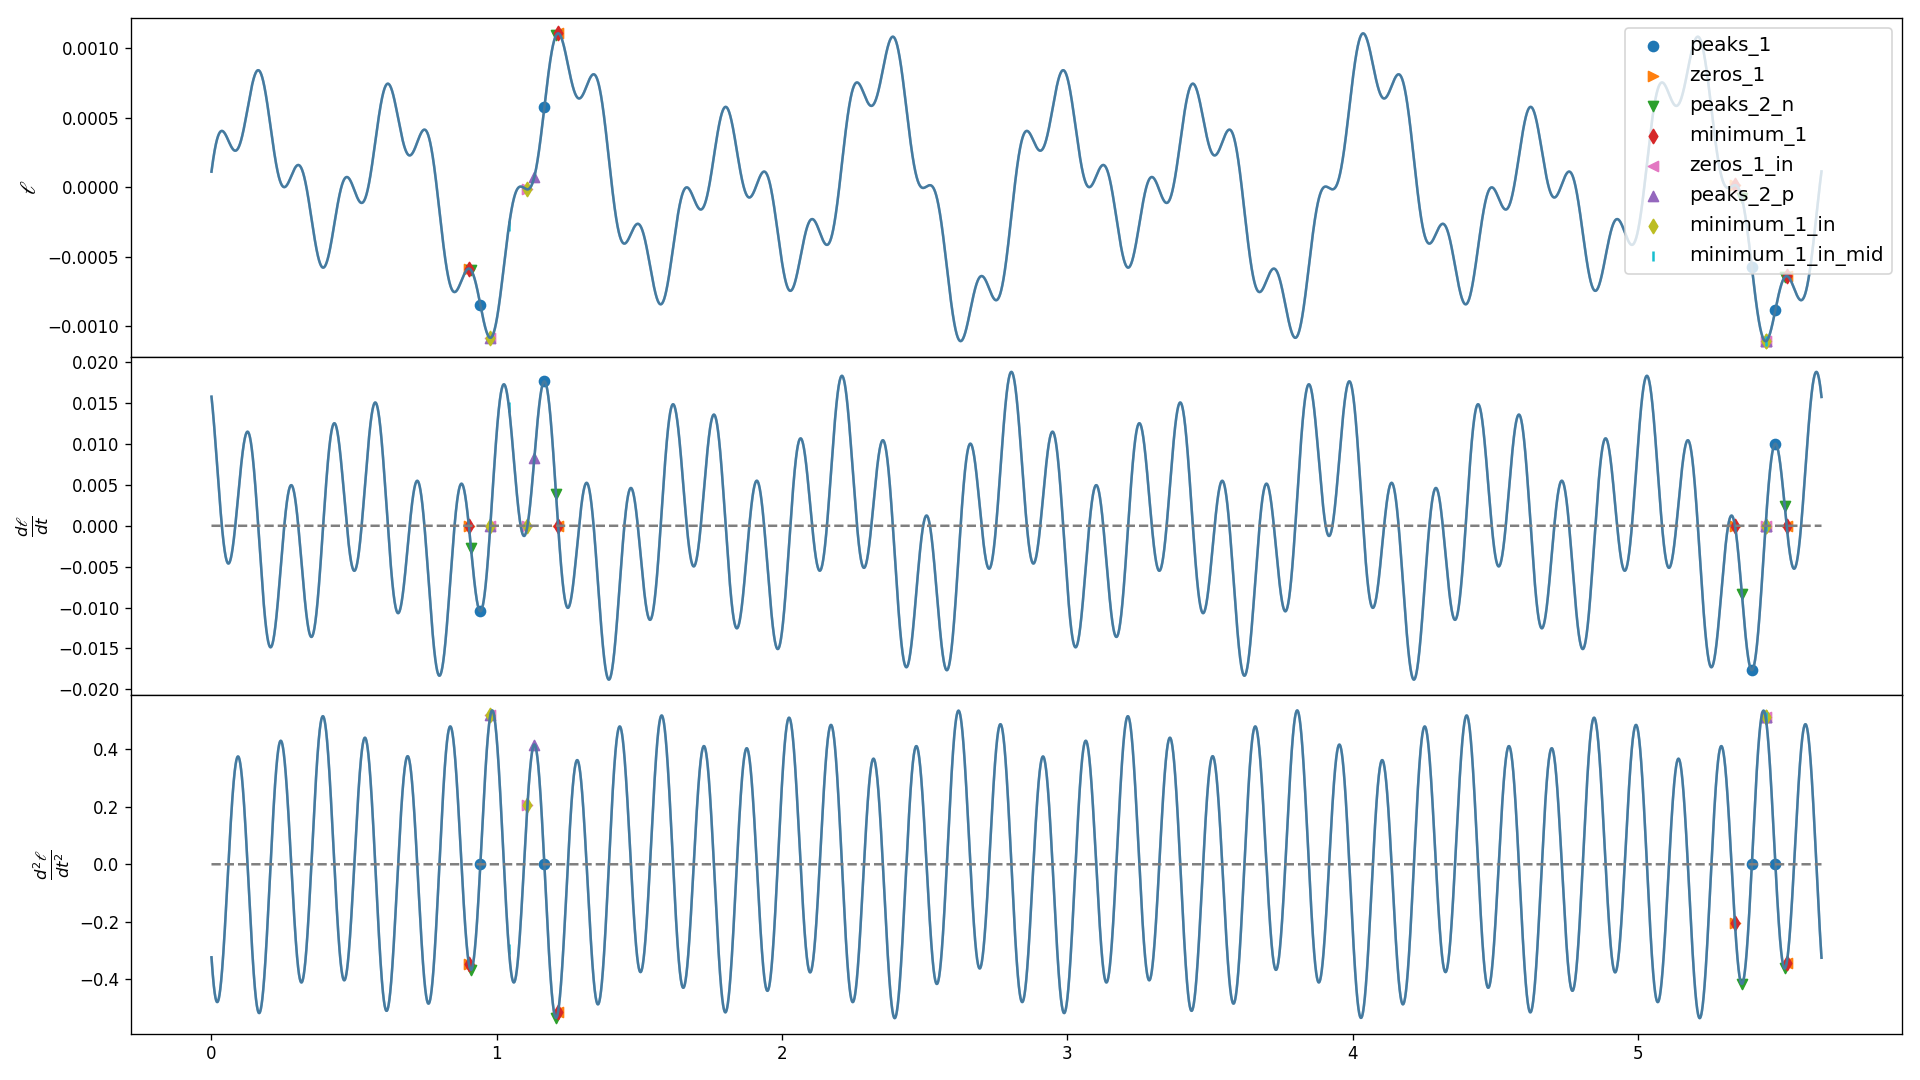 0.0010
0.0005
0.0000
−0.0005
−0.0010
ℓ
peaks_1
zeros_1
peaks_2_n
minimum_1
zeros_1_in
peaks_2_p
minimum_1_in
minimum_1_in_mid
0.020
0.015
0.010
0.005
0.000
−0.005
−0.010
−0.015
−0.020
dℓ/dt
0.4
0.2
0.0
−0.2
−0.4
d²ℓ/dt²
0 1 2 3 4 5